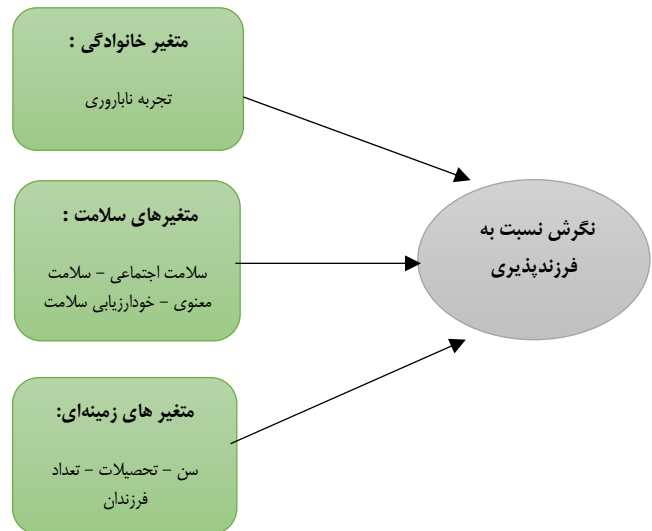 متغیر خانوادگی :
تجربه ناباروری
متغیرهای سلامت :
سلامت اجتماعی – سلامت
معنوی – خودارزیابی سلامت
متغیر های زمینه‌ای:
سن – تحصیلات – تعداد
فرزندان
نگرش نسبت به
فرزندپذیری